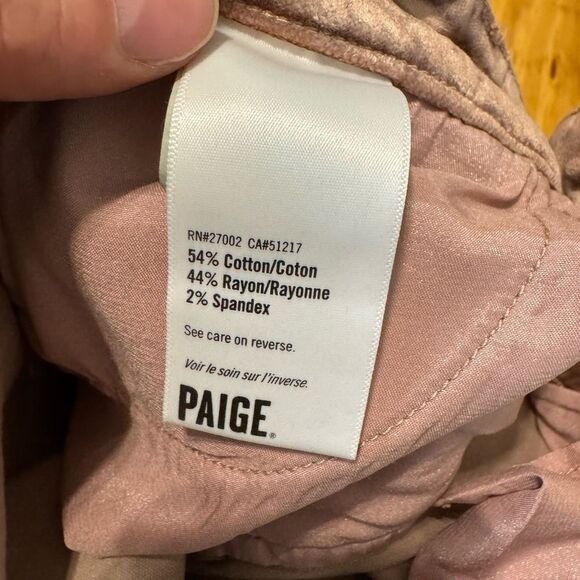 RN#27002 CA#51217
54% Cotton/Coton
44% Rayon/Rayonne
2% Spandex
See care on reverse.
Voir le soin sur l'inverse.
PAIGE®